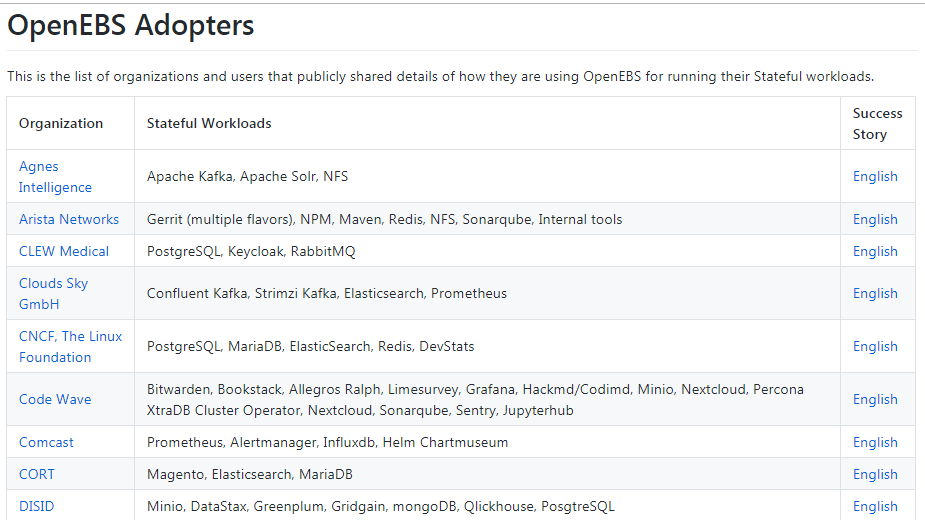 OpenEBS Adopters
This is the list of organizations and users that publicly shared details of how they are using OpenEBS for running their Stateful workloads.
Organization Stateful Workloads Success Story
Agnes Intelligence Apache Kafka, Apache Solr, NFS English
Arista Networks Gerrit (multiple flavors), NPM, Maven, Redis, NFS, Sonarqube, Internal tools English
CLEW Medical PostgreSQL, Keycloak, RabbitMQ English
Clouds Sky GmbH Confluent Kafka, Strimzi Kafka, Elasticsearch, Prometheus English
CNCF, The Linux Foundation PostgreSQL, MariaDB, ElasticSearch, Redis, DevStats English
Code Wave Bitwarden, Bookstack, Allegros Ralph, Limesurvey, Grafana, Hackmd/Codimd, Minio, Nextcloud, Percona XtraDB Cluster Operator, Nextcloud, Sonarqube, Sentry, Jupyterhub English
Comcast Prometheus, Alertmanager, Influxdb, Helm Chartmuseum English
CORT Magento, Elasticsearch, MariaDB English
DISID Minio, DataStax, Greenplum, Gridgain, mongoDB, Qlickhouse, PosgtreSQL English